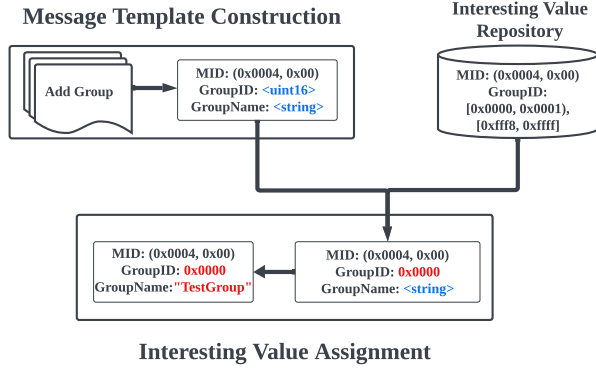 Message Template Construction
Interesting Value
Repository
Add Group
MID: (0x0004, 0x00)
GroupID: <uint16>
GroupName: <string>
MID: (0x0004, 0x00)
GroupID:
[0x0000, 0x0001),
[0xfff8, 0xffff]
MID: (0x0004, 0x00)
GroupID: 0x0000
GroupName:"TestGroup"
MID: (0x0004, 0x00)
GroupID: 0x0000
GroupName: <string>
Interesting Value Assignment